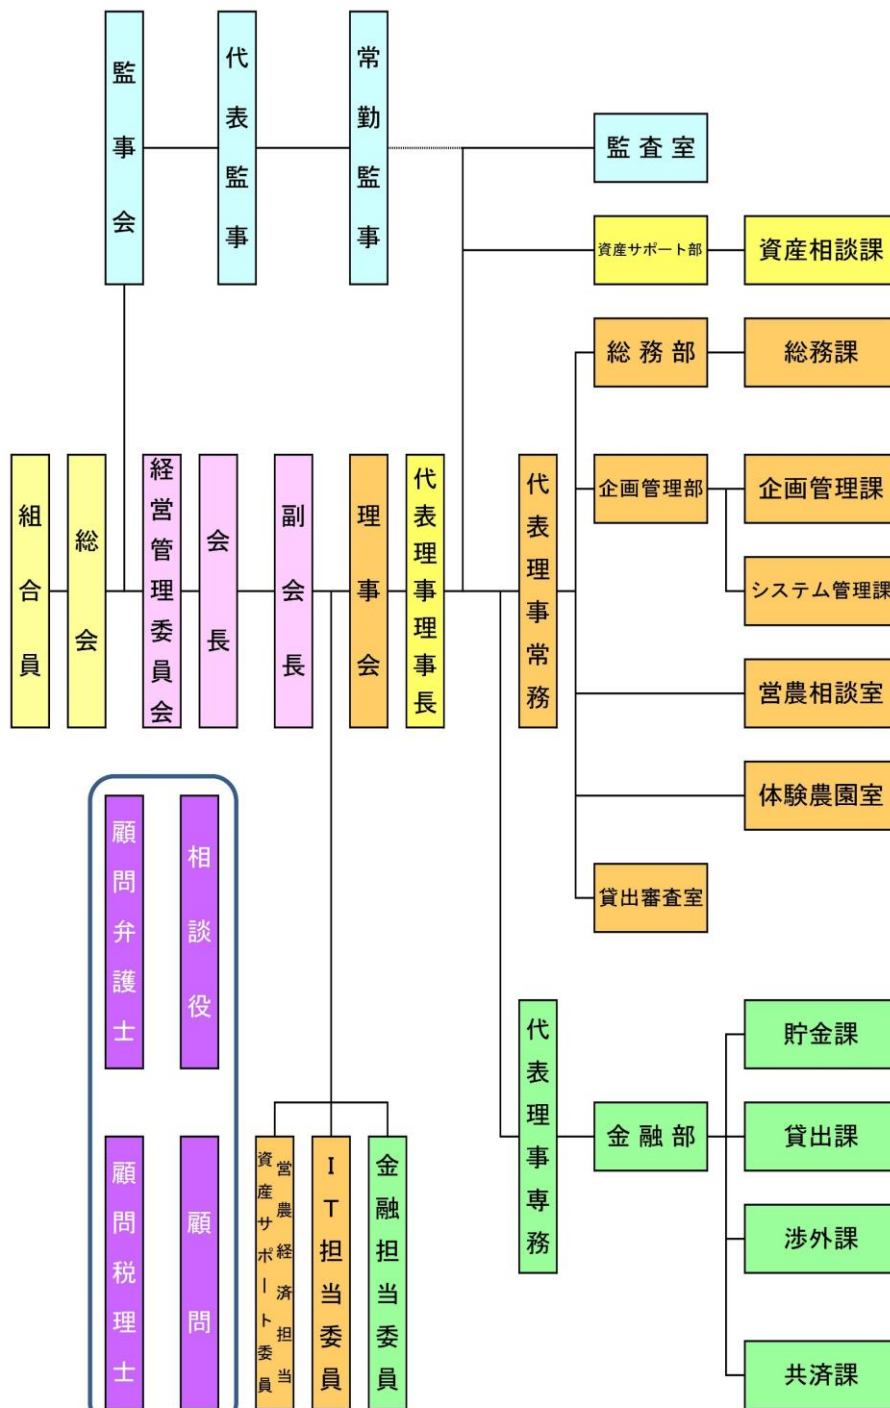 監事会
代表監事
常勤監事
監査室
資産サポート部
資産相談課
総務部
総務課
組合員
総会
経営管理委員会
会長
副会長
理事会
代表理事理事長
代表理事常務
企画管理部
企画管理課
システム管理課
営農相談室
体験農園室
貸出審査室
顧問弁護士
相談役
顧問税理士
顧問
営農経済担当
資産サポート委員
IT担当委員
金融担当委員
代表理事専務
金融部
貯金課
貸出課
渉外課
共済課